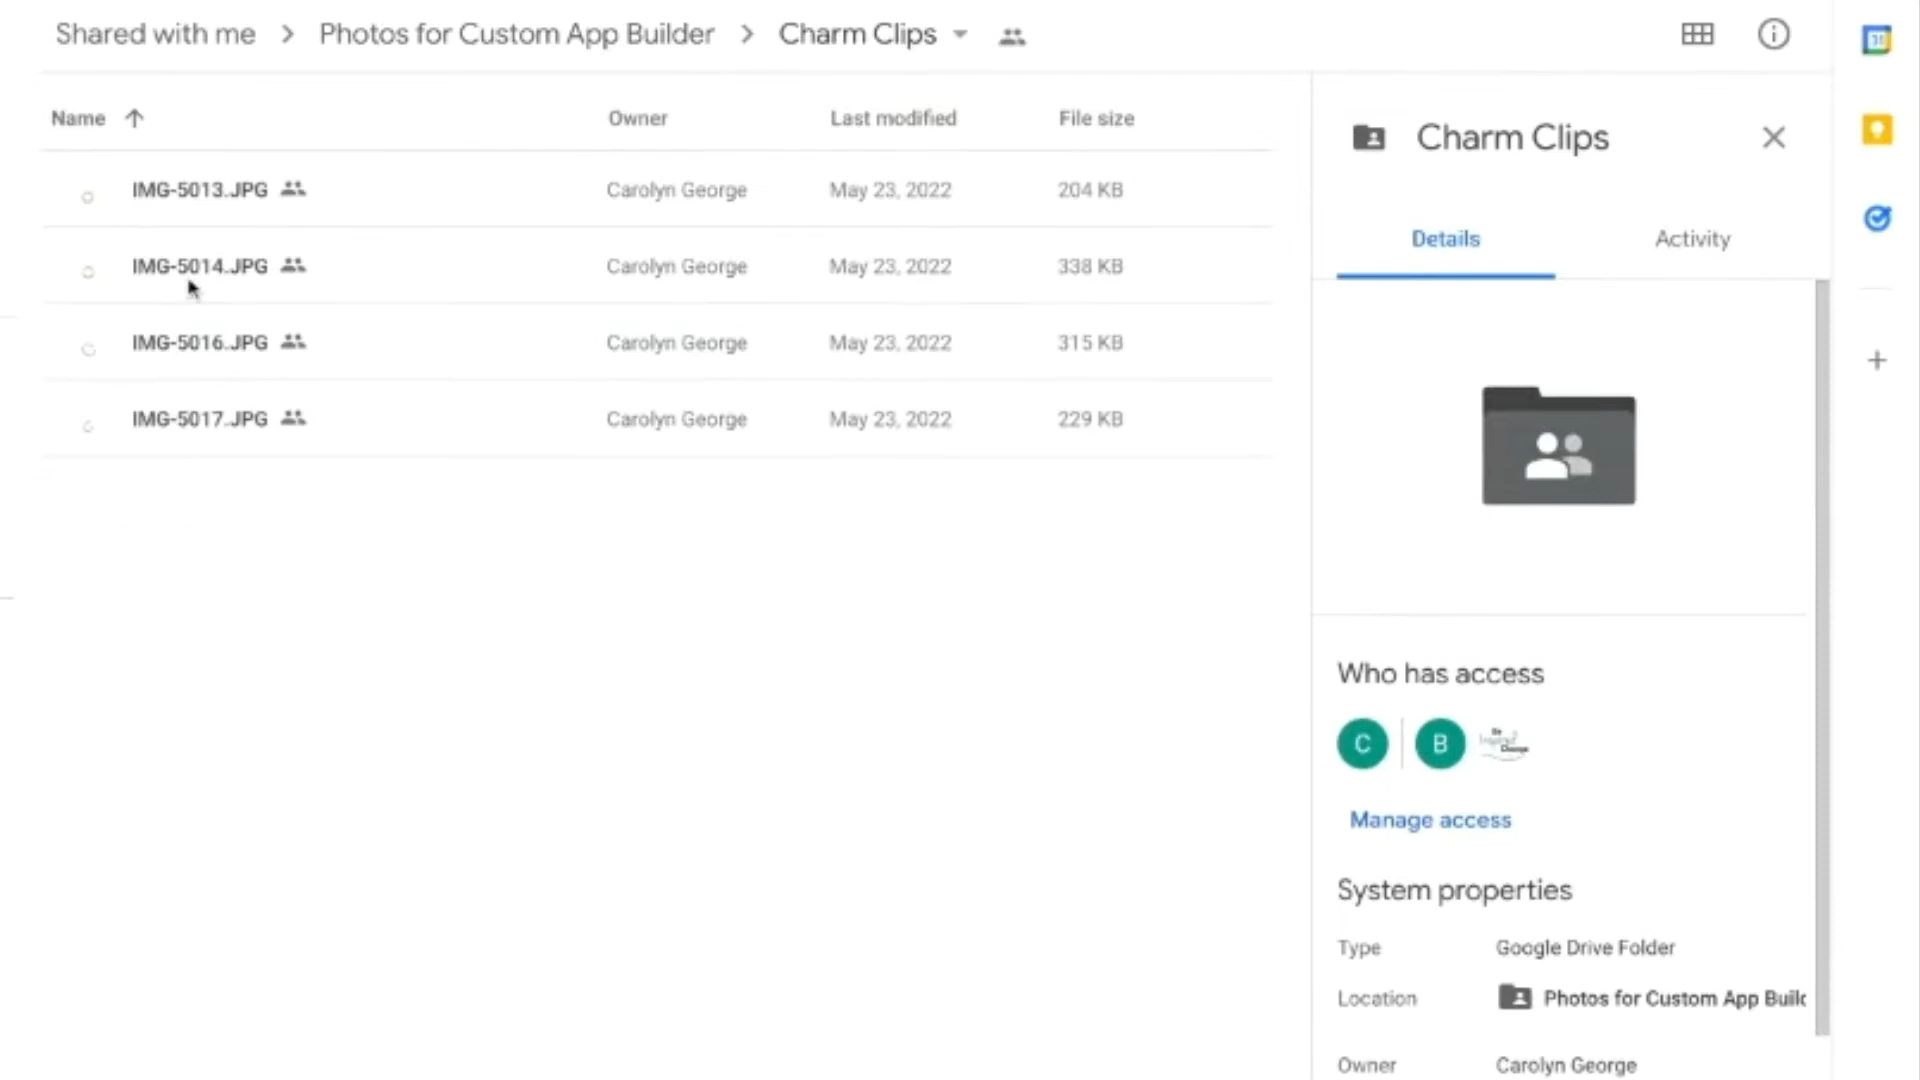 Shared with me > Photos for Custom App Builder > Charm Clips
Name Owner Last modified File size
IMG-5013.JPG Carolyn George May 23, 2022 204 KB
IMG-5014.JPG Carolyn George May 23, 2022 338 KB
IMG-5016.JPG Carolyn George May 23, 2022 315 KB
IMG-5017.JPG Carolyn George May 23, 2022 229 KB
31
Charm Clips
Details Activity
Who has access
C B
Manage access
System properties
Type Google Drive Folder
Location Photos for Custom App Builc
Owner Carolyn George